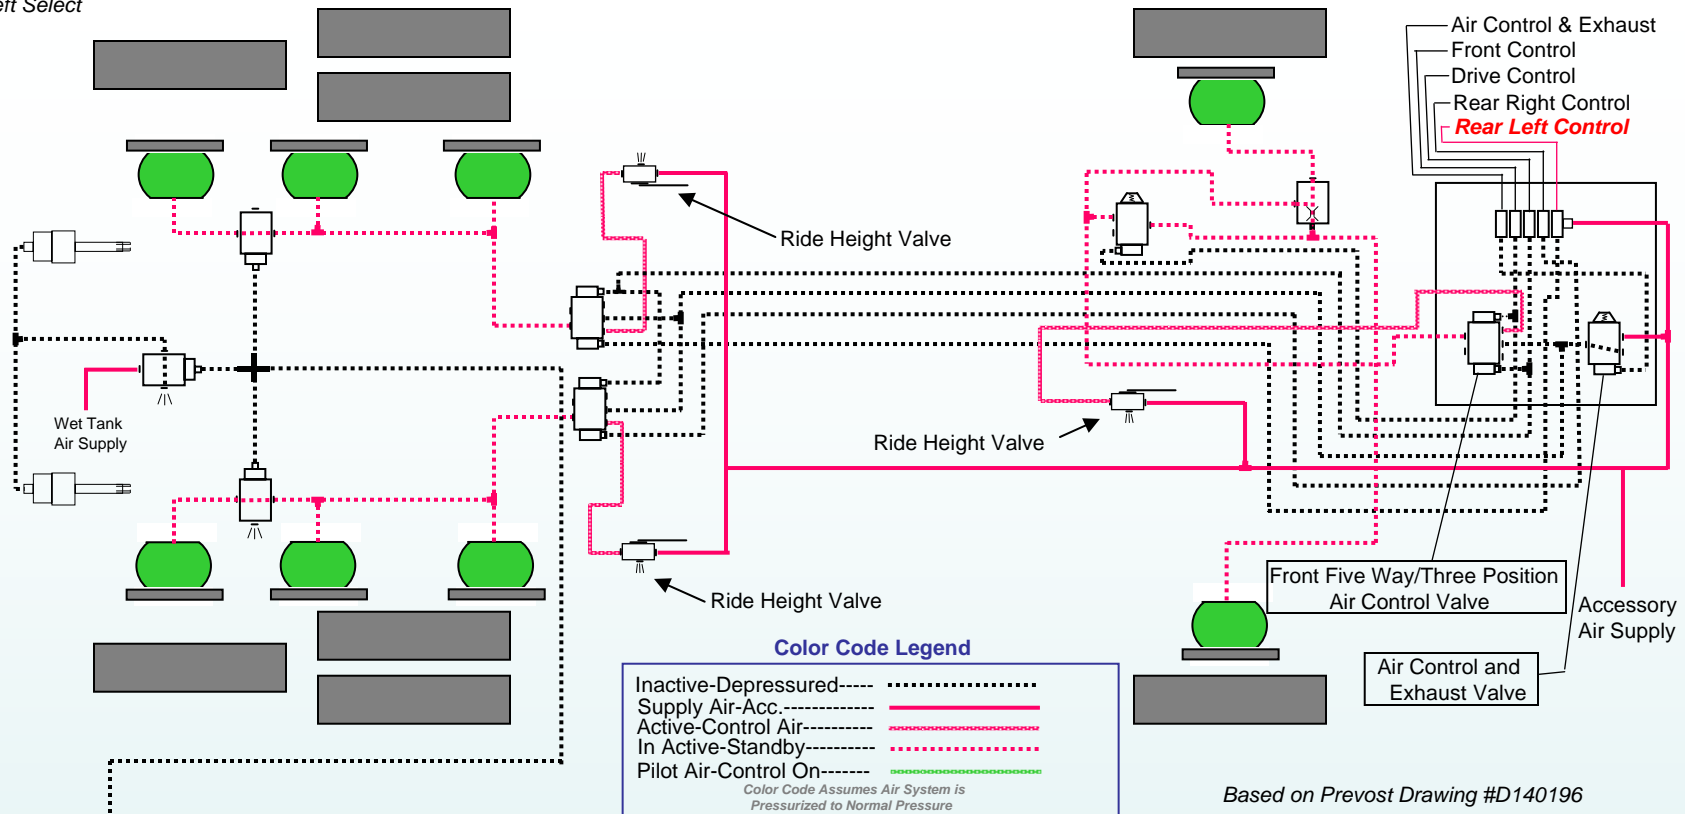 eft Select
Air Control & Exhaust
Front Control
Drive Control
Rear Right Control
Rear Left Control
Ride Height Valve
Wet Tank
Air Supply
Ride Height Valve
Ride Height Valve
Front Five Way/Three Position
Air Control Valve
Accessory
Air Supply
Air Control and
Exhaust Valve
Color Code Legend
Inactive-Depressured-----
Supply Air-Acc.-------------
Active-Control Air----------
In Active-Standby----------
Pilot Air-Control On-------
Color Code Assumes Air System is
Pressurized to Normal Pressure
Based on Prevost Drawing #D140196